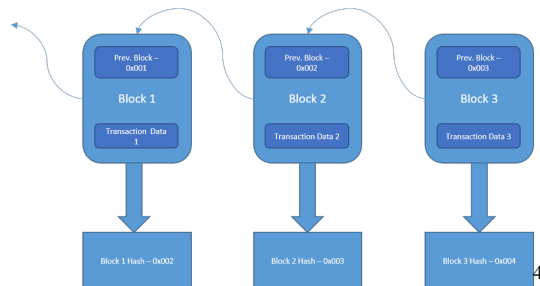 Prev. Block –
0x001
Block 1
Transaction Data
1
Block 1 Hash – 0x002
Prev. Block –
0x002
Block 2
Transaction Data 2
Block 2 Hash – 0x003
Prev. Block –
0x003
Block 3
Transaction Data 3
Block 3 Hash – 0x004
4